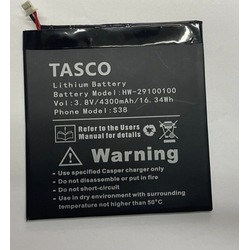 TASCO
Lithium Battery
Battery Model: HW-29100100
Vol: 3.8V/4300mAh/16.34Wh
Phone Model: S38
Refer to the Users
Manual Instructions
Warning
Use specified Casper charger only
Do not disassemble or put in fire
Do not short-circuit
Use in dry environment with surrounding
temperature not higher than 50°C